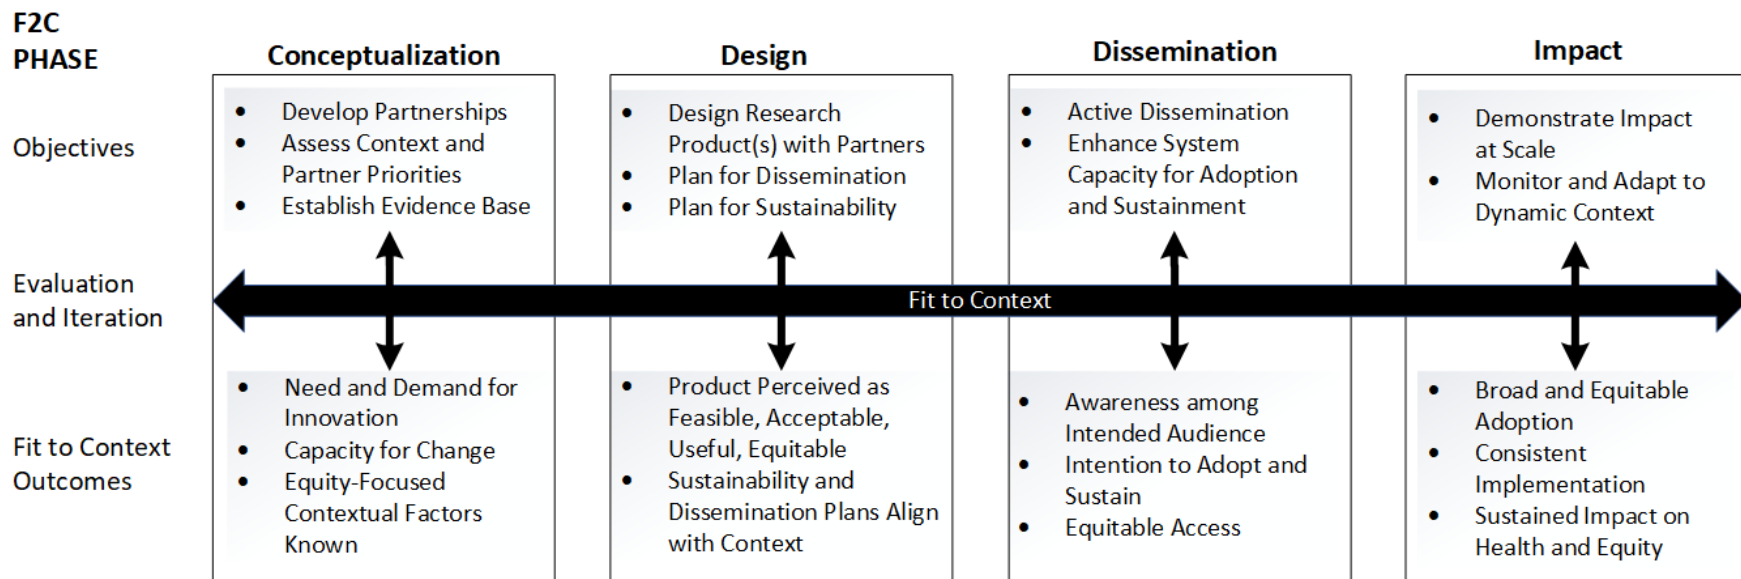 F2C
PHASE
Conceptualization
Design
Dissemination
Impact
Objectives
• Develop Partnerships
• Assess Context and
Partner Priorities
• Establish Evidence Base
• Design Research
Product(s) with Partners
• Plan for Dissemination
• Plan for Sustainability
• Active Dissemination
• Enhance System
Capacity for Adoption
and Sustainment
• Demonstrate Impact
at Scale
• Monitor and Adapt to
Dynamic Context
Evaluation
and Iteration
Fit to Context
Fit to Context
Outcomes
• Need and Demand for
Innovation
• Capacity for Change
• Equity-Focused
Contextual Factors
Known
• Product Perceived as
Feasible, Acceptable,
Useful, Equitable
• Sustainability and
Dissemination Plans Align
with Context
• Awareness among
Intended Audience
• Intention to Adopt and
Sustain
• Equitable Access
• Broad and Equitable
Adoption
• Consistent
Implementation
• Sustained Impact on
Health and Equity